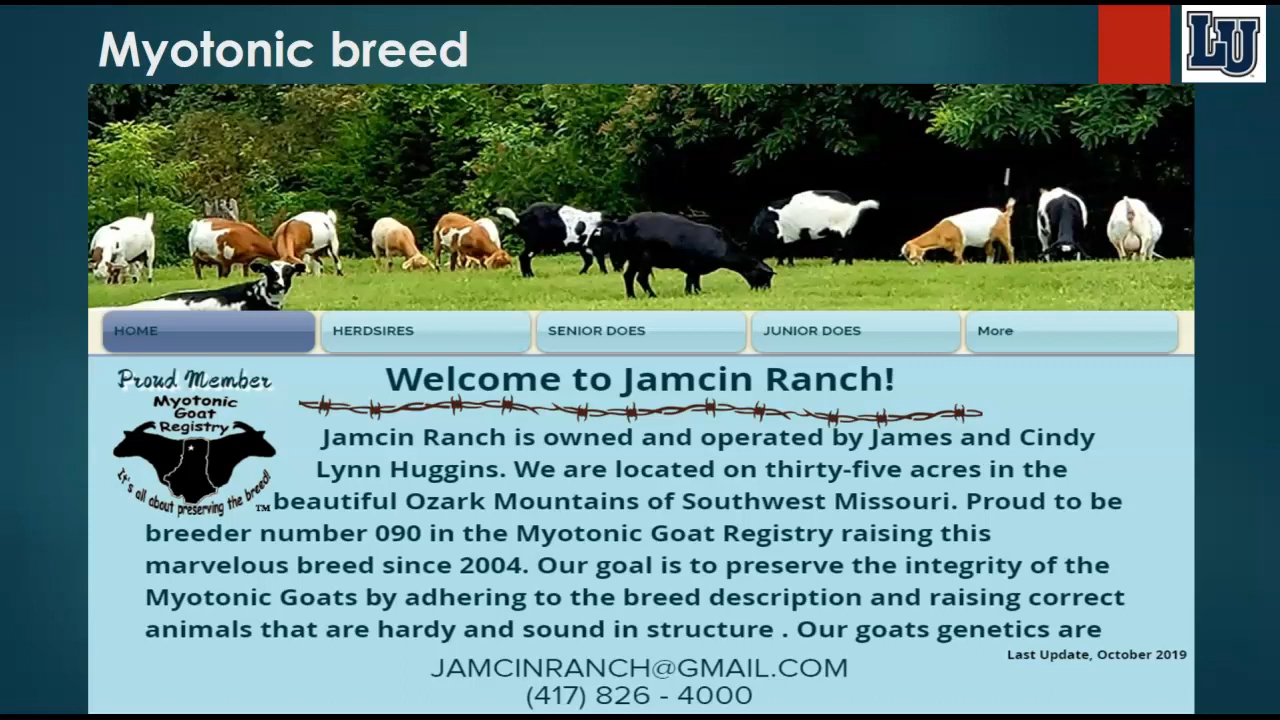 Myotonic breed
LU
HOME
HERDSIRES
SENIOR DOES
JUNIOR DOES
More
Proud Member
Myotonic
Goat
Registry
It's all about preserving the breed!
TM
Welcome to Jamcin Ranch!
Jamcin Ranch is owned and operated by James and Cindy
Lynn Huggins. We are located on thirty-five acres in the
beautiful Ozark Mountains of Southwest Missouri. Proud to be
breeder number 090 in the Myotonic Goat Registry raising this
marvelous breed since 2004. Our goal is to preserve the integrity of the
Myotonic Goats by adhering to the breed description and raising correct
animals that are hardy and sound in structure . Our goats genetics are
Last Update, October 2019
JAMCINRANCH@GMAIL.COM
(417) 826 - 4000